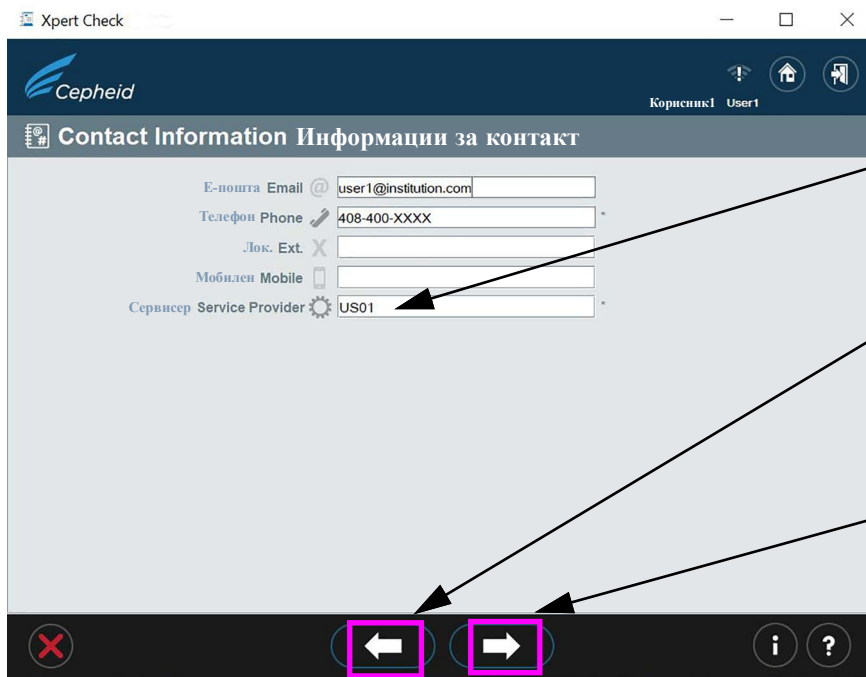 Xpert Check
Cepheid
Корисник1 User1
Contact Information Информации за контакт
Е-пошта Email user1@institution.com
Телефон Phone 408-400-XXXX *
Лок. Ext.
Мобилен Mobile
Сервисер Service Provider US01 *